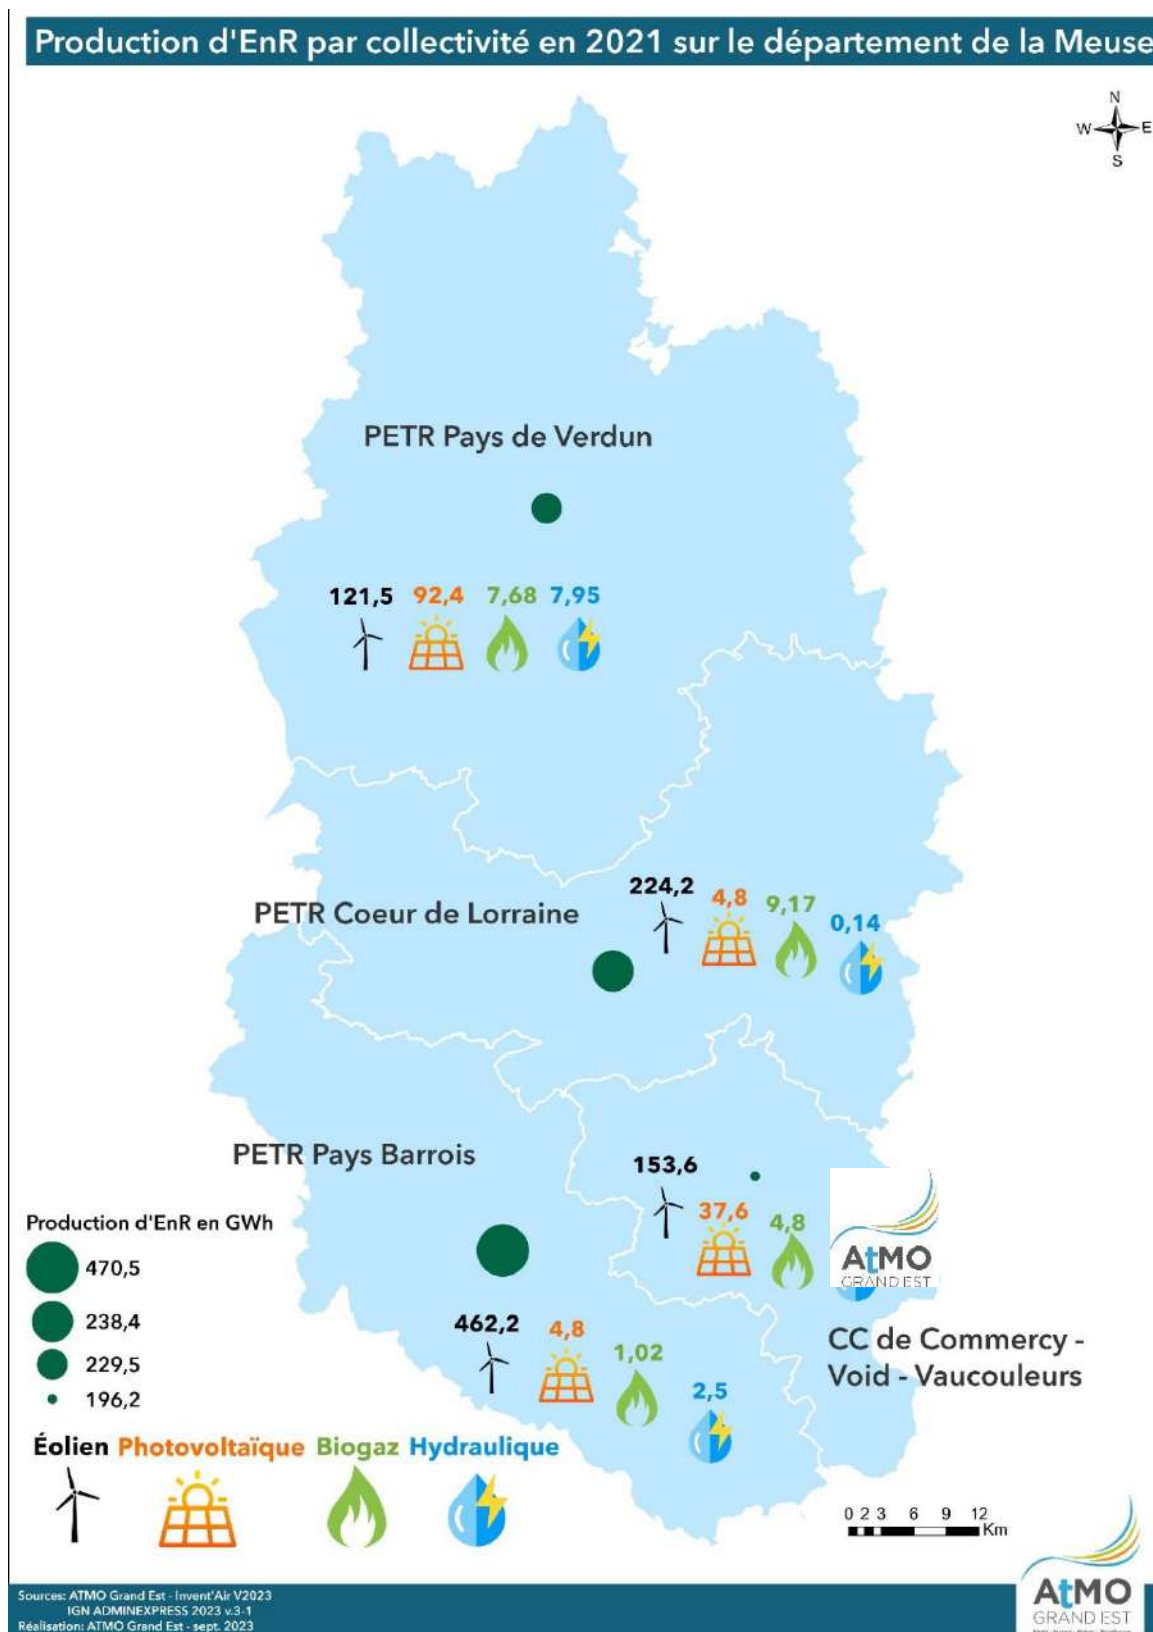 Production d'EnR par collectivité en 2021 sur le département de la Meuse
N
W E
S
PETR Pays de Verdun
121,5 92,4 7,68 7,95
224,2 4,8 9,17 0,14
PETR Coeur de Lorraine
PETR Pays Barrois
153,6
37,6 4,8
AtMO
GRAND EST
Production d'EnR en GWh
470,5
238,4
229,5
196,2
462,2 4,8 1,02 2,5
CC de Commercy -
Void - Vaucouleurs
Éolien Photovoltaïque Biogaz Hydraulique
0 2 3 6 9 12
Km
Sources: ATMO Grand Est - Invent'Air V2023
IGN ADMINEXPRESS 2023 v.3-1
Réalisation: ATMO Grand Est - sept. 2023
AtMO
GRAND EST